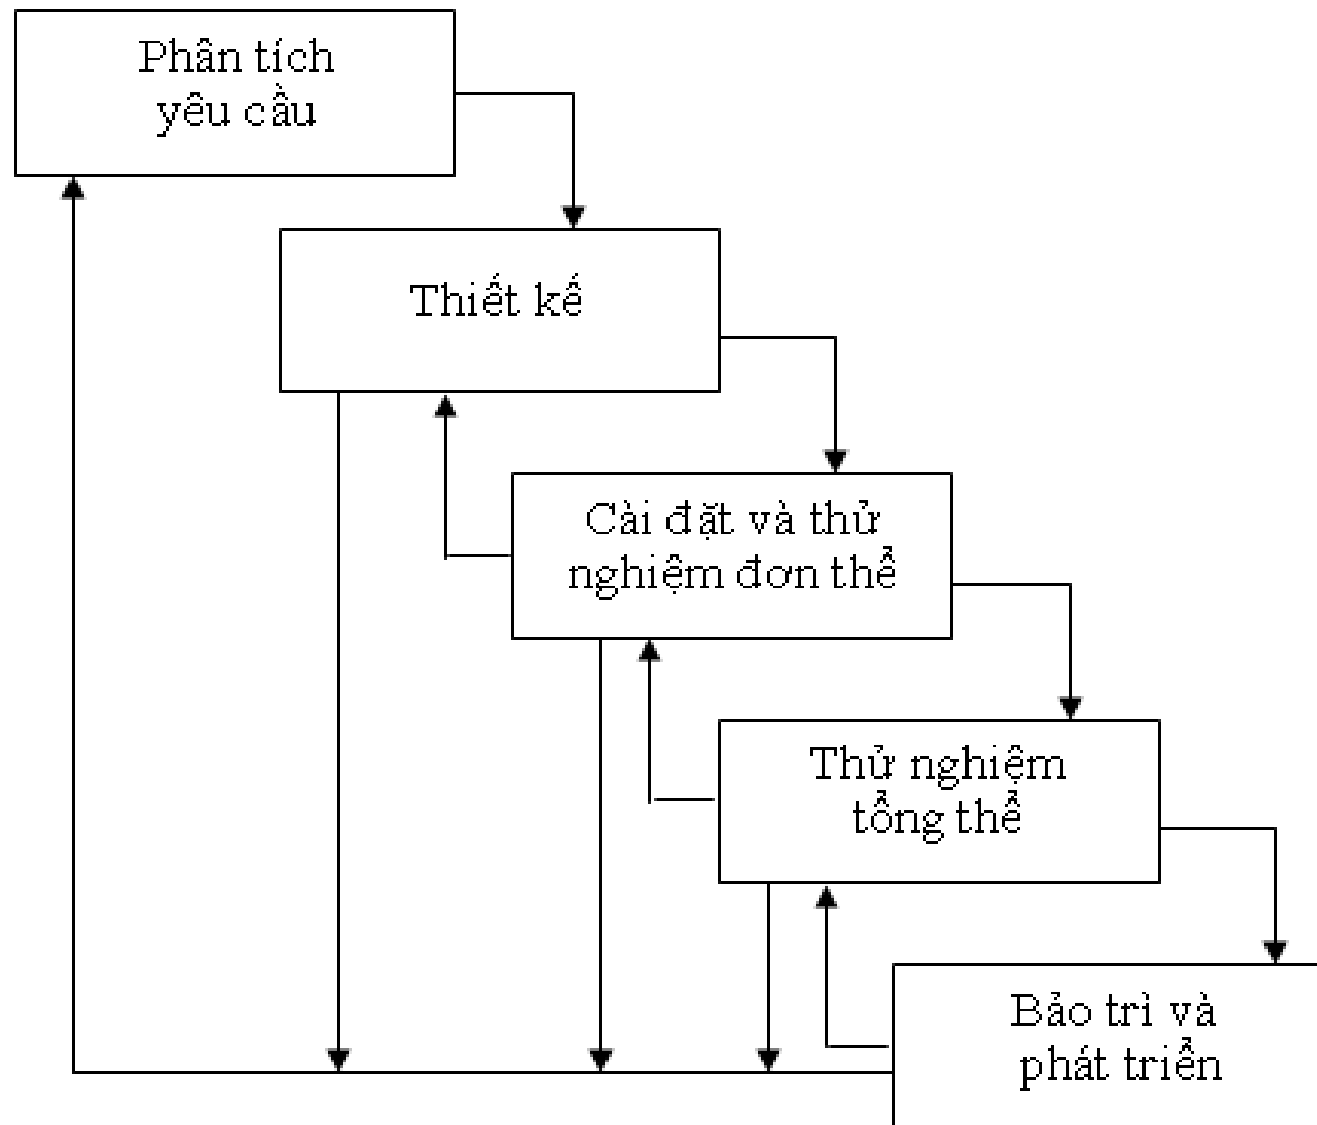 Phân tích
yêu cầu
Thiết kế
Cài đặt và thử
nghiệm đơn thể
Thử nghiệm
tổng thể
Bảo trì và
phát triển